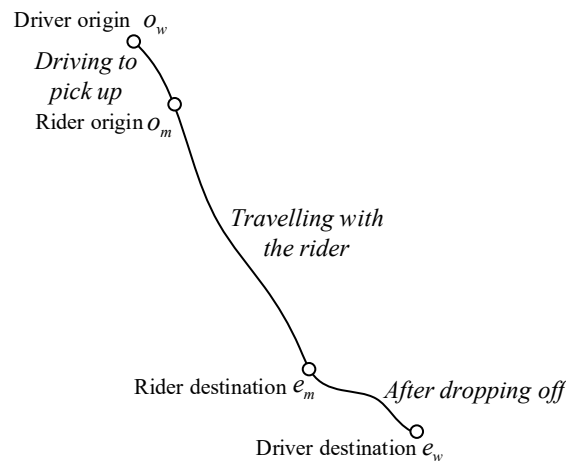 Driver origin o_w
Driving to
pick up
Rider origin o_m
Travelling with
the rider
Rider destination e_m
After dropping off
Driver destination e_w